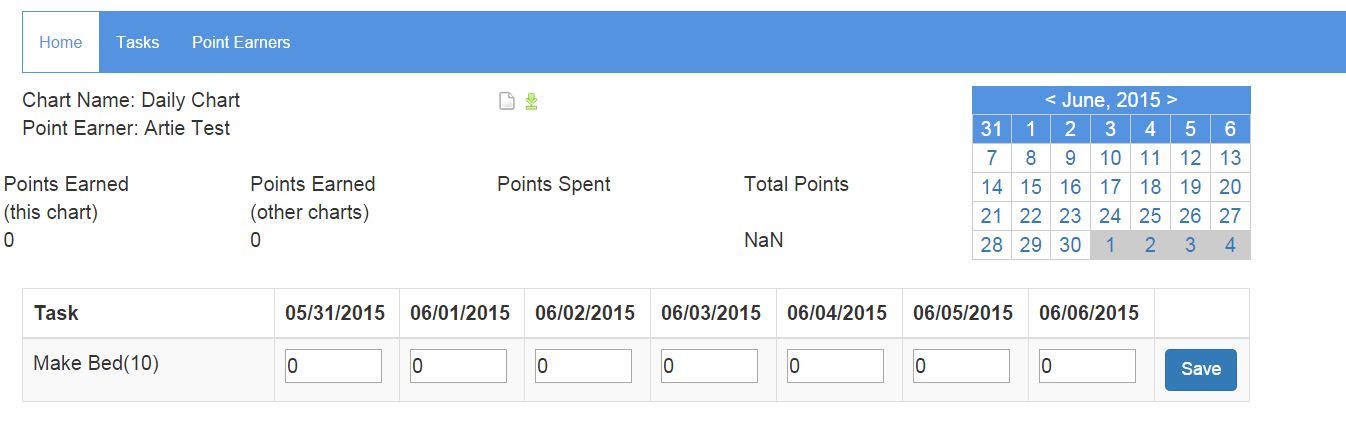 Home Tasks Point Earners
Chart Name: Daily Chart
Point Earner: Artie Test
< June, 2015 >
31 1 2 3 4 5 6
7 8 9 10 11 12 13
14 15 16 17 18 19 20
21 22 23 24 25 26 27
28 29 30 1 2 3 4
Points Earned
(this chart)
0
Points Earned
(other charts)
0
Points Spent
Total Points
NaN
Task 05/31/2015 06/01/2015 06/02/2015 06/03/2015 06/04/2015 06/05/2015 06/06/2015
Make Bed(10) 0 0 0 0 0 0 0 Save